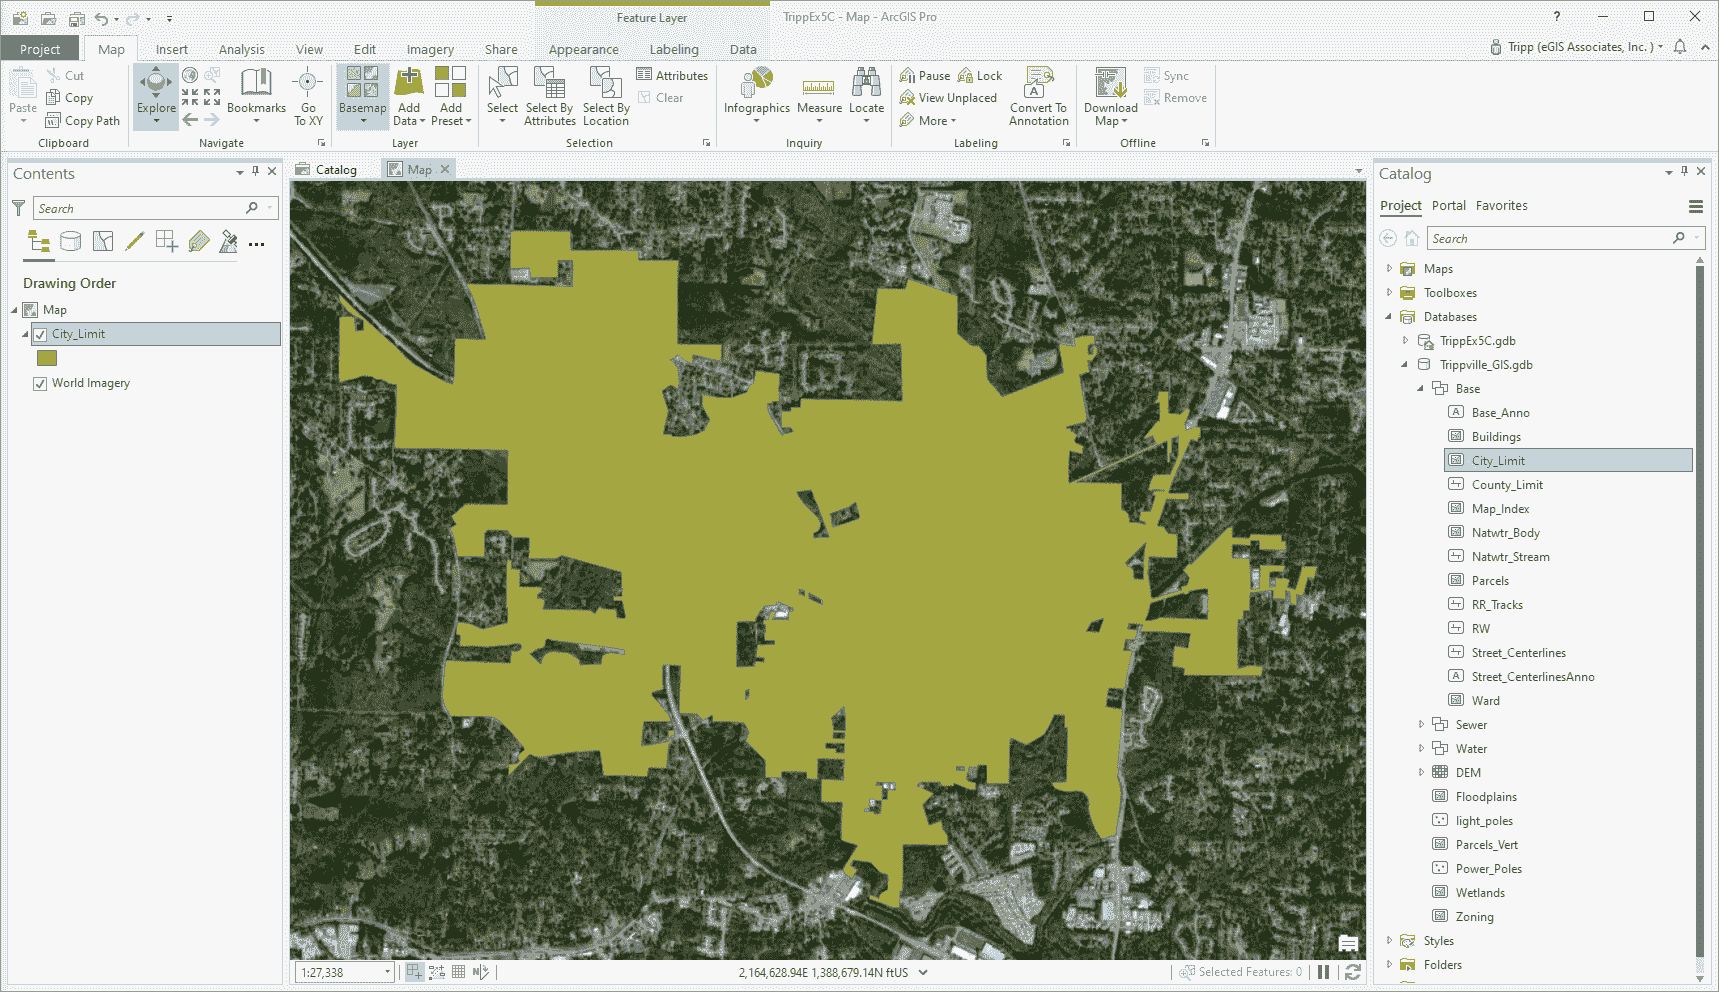 Feature Layer
TrippEx5C - Map - ArcGIS Pro
?
Project Map Insert Analysis View Edit Imagery Share Appearance Labeling Data
Tripp (eGIS Associates, Inc.)
Paste
Cut
Copy
Copy Path
Clipboard
Explore
Bookmarks
Go To XY
Navigate
Basemap
Add Data
Add Preset
Layer
Select
Select By Attributes
Select By Location
Attributes
Clear
Selection
Infographics
Measure
Locate
Inquiry
Pause
Lock
View Unplaced
More
Convert To Annotation
Labeling
Download Map
Sync
Remove
Offline
Contents
Search
Drawing Order
Map
City_Limit
World Imagery
Catalog
Map
1:27,338
2,164,628.94E 1,388,679.14N ftUS
Selected Features: 0
Catalog
Project Portal Favorites
Search
Maps
Toolboxes
Databases
TrippEx5C.gdb
Trippville_GIS.gdb
Base
Base_Anno
Buildings
City_Limit
County_Limit
Map_Index
Natwtr_Body
Natwtr_Stream
Parcels
RR_Tracks
RW
Street_Centerlines
Street_CenterlinesAnno
Ward
Sewer
Water
DEM
Floodplains
light_poles
Parcels_Vert
Power_Poles
Wetlands
Zoning
Styles
Folders